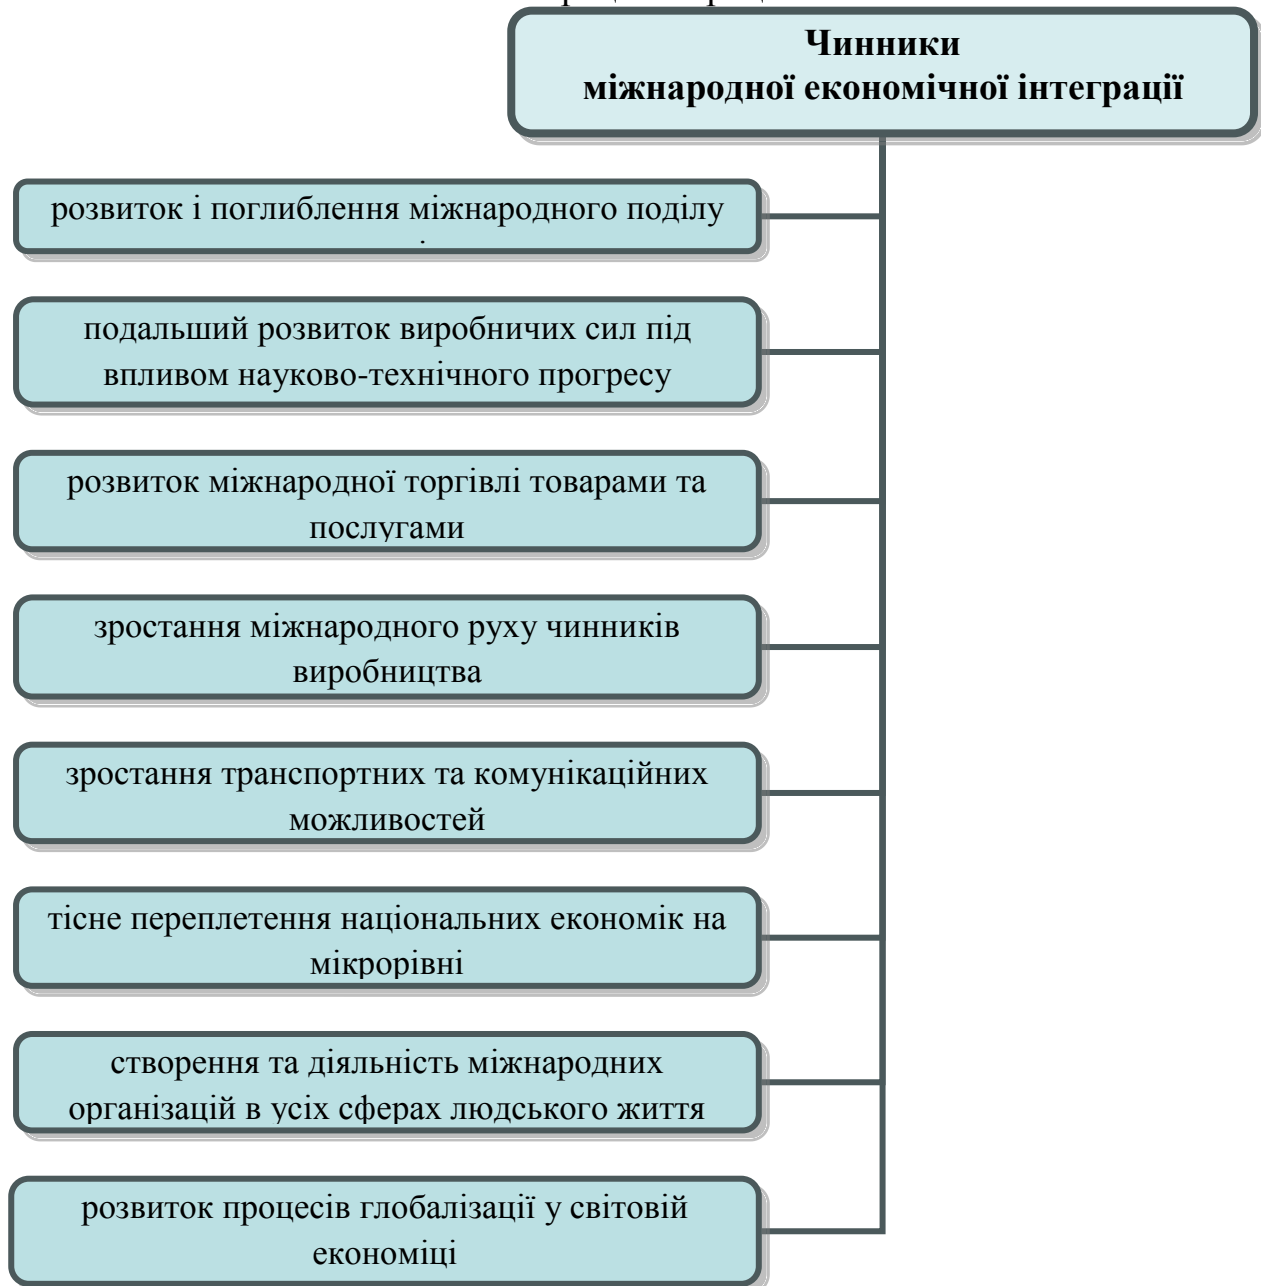 Чинники
міжнародної економічної інтеграції
розвиток і поглиблення міжнародного поділу
подальший розвиток виробничих сил під
впливом науково-технічного прогресу
розвиток міжнародної торгівлі товарами та
послугами
зростання міжнародного руху чинників
виробництва
зростання транспортних та комунікаційних
можливостей
тісне переплетення національних економік на
мікрорівні
створення та діяльність міжнародних
організацій в усіх сферах людського життя
розвиток процесів глобалізації у світовій
економіці